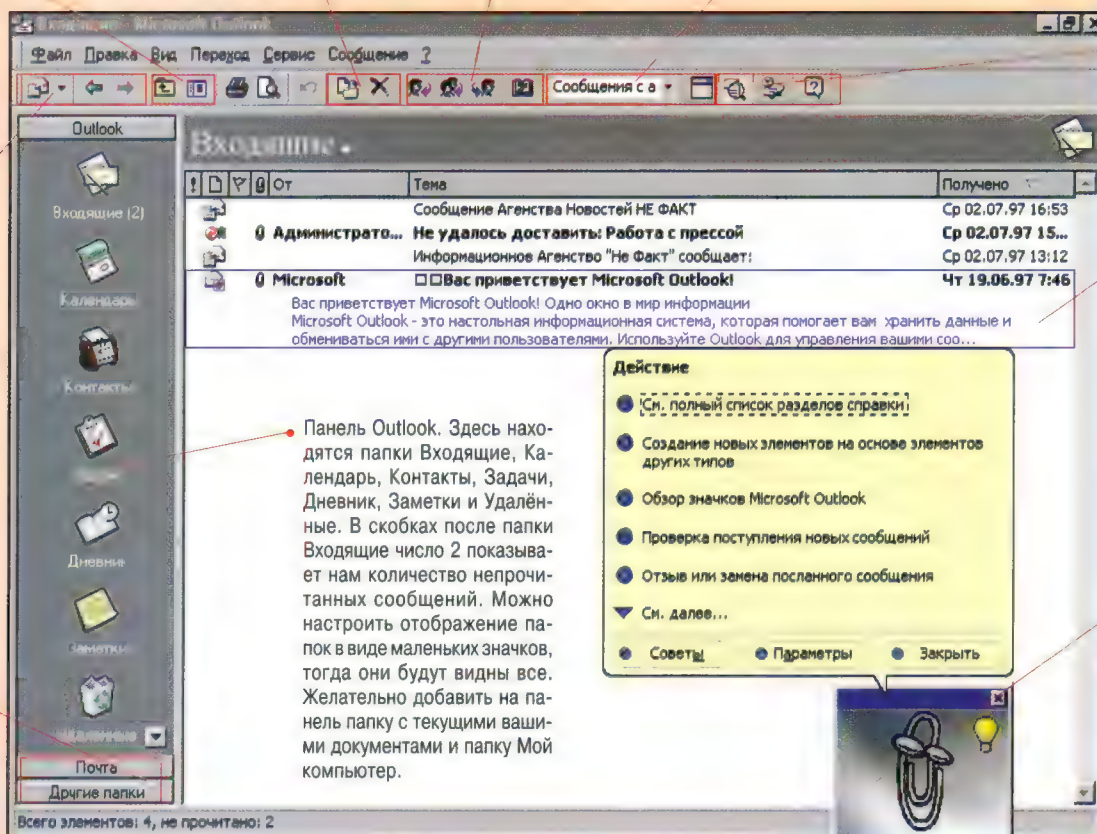 Входящие - Microsoft Outlook
Файл Правка Вид Переход Сервис Сообщение ?
Сообщения с а
Outlook
Входящие (2)
Календарь
Контакты
Дневник
Заметки
Почта
Другие папки
Входящие
! От Тема Получено
Сообщение Агенства Новостей НЕ ФАКТ Ср 02.07.97 16:53
Администрато... Не удалось доставить: Работа с прессой Ср 02.07.97 15...
Информационное Агенство "Не Факт" сообщает: Ср 02.07.97 13:12
Microsoft □□Вас приветствует Microsoft Outlook! Чт 19.06.97 7:46
Вас приветствует Microsoft Outlook! Одно окно в мир информации
Microsoft Outlook - это настольная информационная система, которая помогает вам хранить данные и
обмениваться ими с другими пользователями. Используйте Outlook для управления вашими соо...
Панель Outlook. Здесь нахо-
дятся папки Входящие, Ка-
лендарь, Контакты, Задачи,
Дневник, Заметки и Удалён-
ные. В скобках после папки
Входящие число 2 показыва-
ет нам количество непрочи-
танных сообщений. Можно
настроить отображение па-
пок в виде маленьких значков,
тогда они будут видны все.
Желательно добавить на па-
нель папку с текущими ваши-
ми документами и папку Мой
компьютер.
Действие
См. полный список разделов справки
Создание новых элементов на основе элементов
других типов
Обзор значков Microsoft Outlook
Проверка поступления новых сообщений
Отзыв или замена посланного сообщения
См. далее...
Советы Параметры Закрыть
Всего элементов: 4, не прочитано: 2